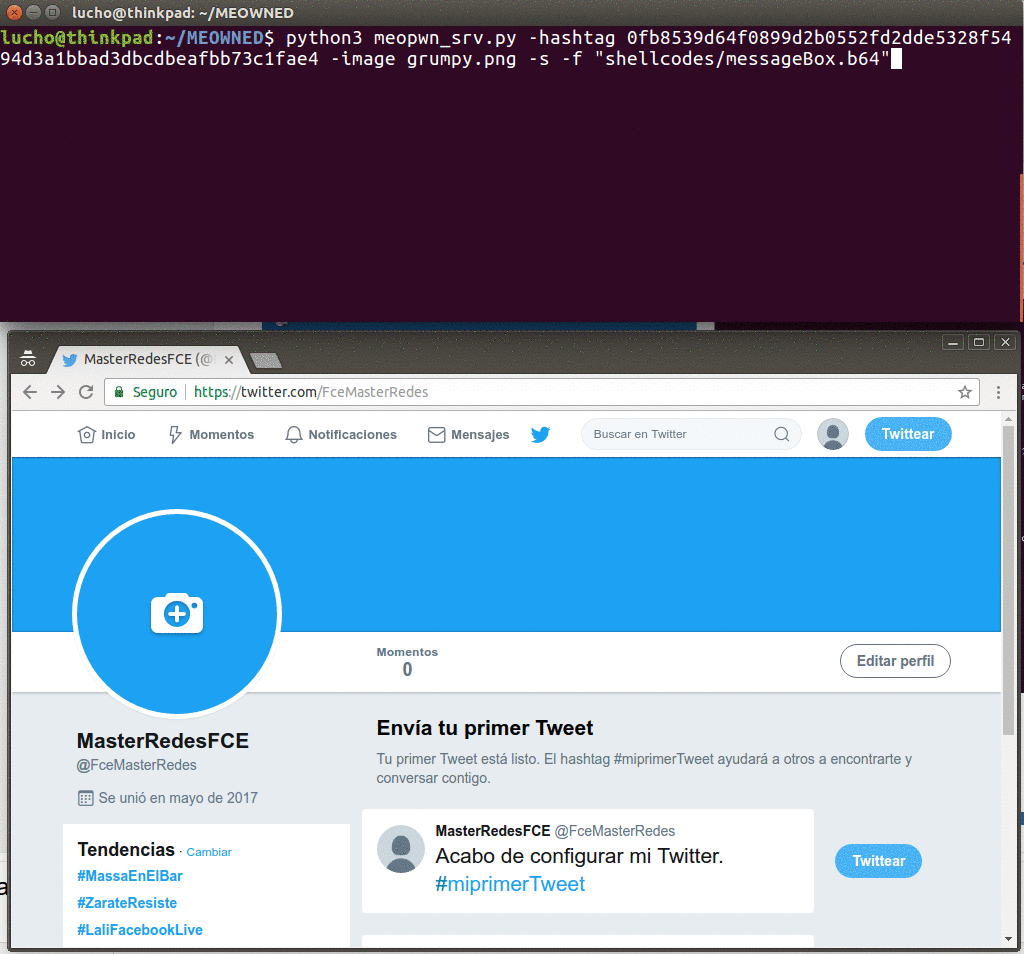 lucho@thinkpad: ~/MEOWNED
lucho@thinkpad:~/MEOWNED$ python3 meopwn_srv.py -hashtag 0fb8539d64f0899d2b0552fd2dde5328f54
94d3a1bbad3dbcdbeafbb73c1fae4 -image grumpy.png -s -f "shellcodes/messageBox.b64"
MasterRedesFCE (@
Seguro https://twitter.com/FceMasterRedes
Inicio Momentos Notificaciones Mensajes Buscar en Twitter Twittear
Momentos
0
Editar perfil
MasterRedesFCE
@FceMasterRedes
Se unió en mayo de 2017
Envía tu primer Tweet
Tu primer Tweet está listo. El hashtag #miprimerTweet ayudará a otros a encontrarte y
conversar contigo.
MasterRedesFCE @FceMasterRedes
Acabo de configurar mi Twitter.
#miprimerTweet
Twittear
Tendencias · Cambiar
#MassaEnElBar
#ZarateResiste
#LaliFacebookLive